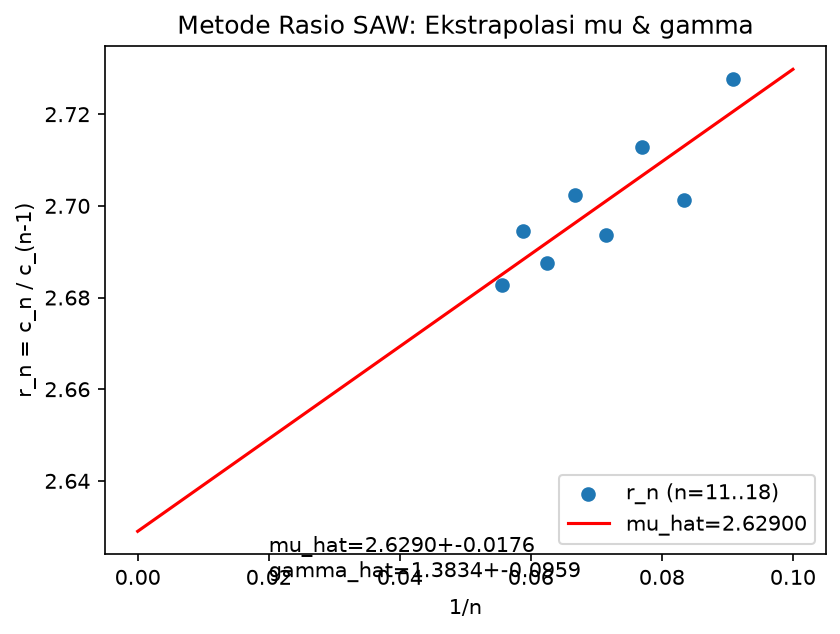 Metode Rasio SAW: Ekstrapolasi mu & gamma
r_n = c_n / c_(n-1)
2.72
2.70
2.68
2.66
2.64
r_n (n=11..18)
mu_hat=2.62900
mu_hat=2.6290+-0.0176
gamma_hat=1.3834+-0.0959
0.00 0.02 0.04 0.06 0.08 0.10
1/n